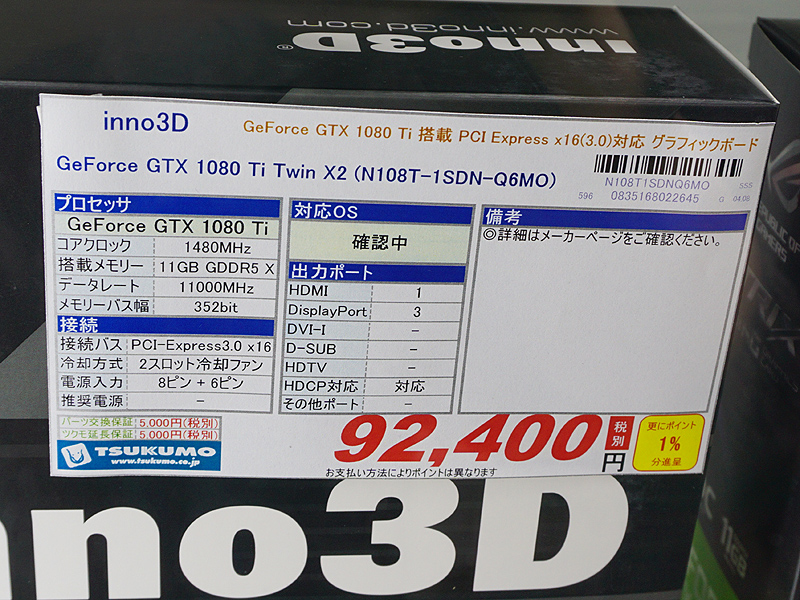 www.inno3d.com
inno3D®
inno3D
GeForce GTX 1080 Ti 搭載 PCI Express x16(3.0)対応 グラフィックボード
GeForce GTX 1080 Ti Twin X2 (N108T-1SDN-Q6MO)
N108T1SDNQ6MO SSS
596 0835168022645 G 04.06
プロセッサ
GeForce GTX 1080 Ti
コアクロック 1480MHz
搭載メモリー 11GB GDDR5 X
データレート 11000MHz
メモリーバス幅 352bit
接続
接続バス PCI-Express3.0 x16
冷却方式 2スロット冷却ファン
電源入力 8ピン + 6ピン
推奨電源 -
対応OS
確認中
出力ポート
HDMI 1
DisplayPort 3
DVI-I -
D-SUB -
HDTV -
HDCP対応 対応
その他ポート -
備考
◎詳細はメーカーページをご確認ください。
パーツ交換保証 5,000円(税別)
ツクモ延長保証 5,000円(税別)
TSUKUMO
www.tsukumo.co.jp
92,400円
税別
お支払い方法によりポイントは異なります
更にポイント
1%
分進呈
inno3D
REPUBLIC OF
GAMERS
11GB